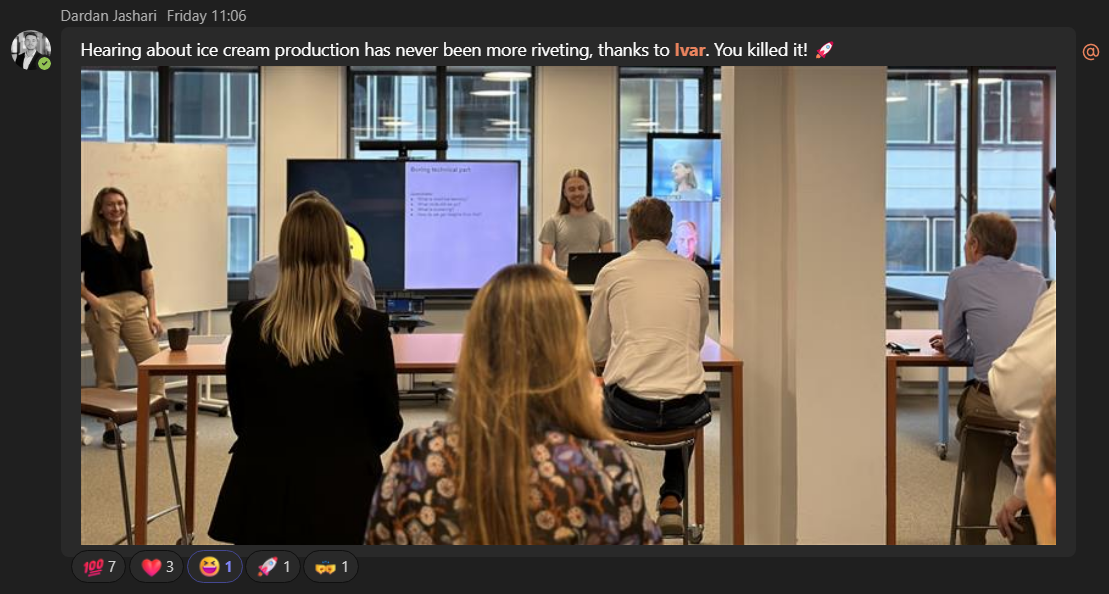 Dardan Jashari Friday 11:06
Hearing about ice cream production has never been more riveting, thanks to Ivar. You killed it! 🚀
@
Boring technical part
💯 7 ❤️ 3 😆 1 🚀 1 1